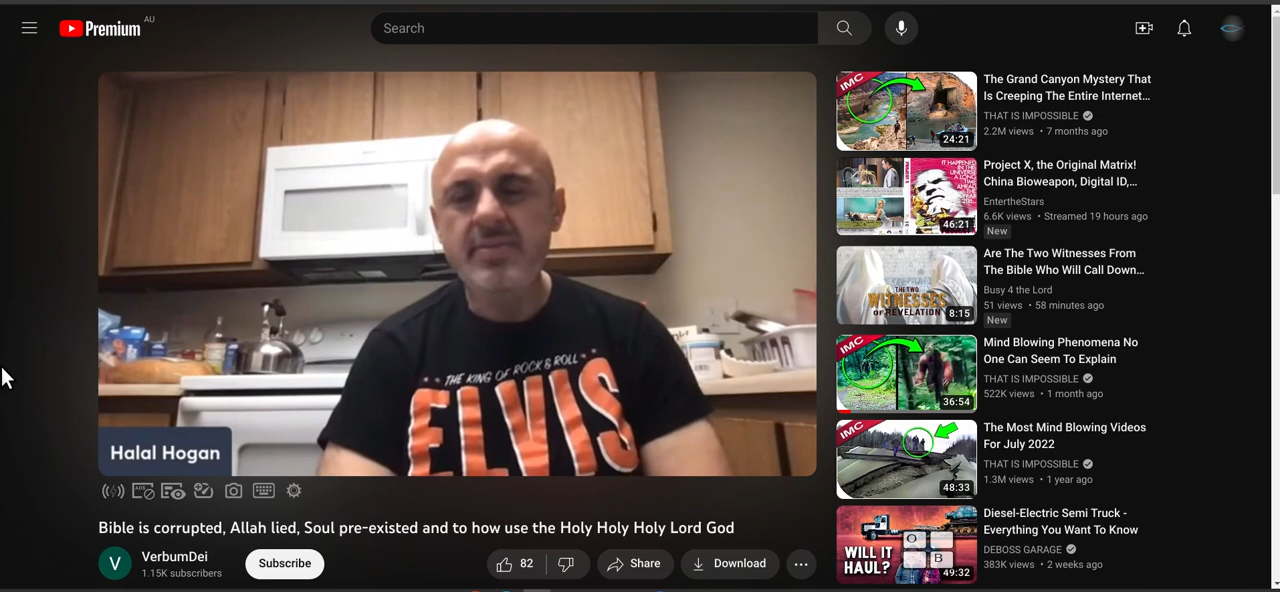 Premium
AU
Search
THE KING OF ROCK & ROLL
ELVIS
Halal Hogan
Bible is corrupted, Allah lied, Soul pre-existed and to how use the Holy Holy Holy Lord God
V
VerbumDei
1.15K subscribers
Subscribe
82
Share
Download
IMC
24:21
The Grand Canyon Mystery That
Is Creeping The Entire Internet...
THAT IS IMPOSSIBLE
2.2M views • 7 months ago
46:21
Project X, the Original Matrix!
China Bioweapon, Digital ID,...
EntertheStars
6.6K views • Streamed 19 hours ago
New
THE TWO
WITNESSES
OF REVELATION
8:15
Are The Two Witnesses From
The Bible Who Will Call Down...
Busy 4 the Lord
51 views • 58 minutes ago
New
IMC
36:54
Mind Blowing Phenomena No
One Can Seem To Explain
THAT IS IMPOSSIBLE
522K views • 1 month ago
IMC
48:33
The Most Mind Blowing Videos
For July 2022
THAT IS IMPOSSIBLE
1.3M views • 1 year ago
WILL IT
HAUL?
O
B
49:32
Diesel-Electric Semi Truck -
Everything You Want To Know
DEBOSS GARAGE
383K views • 2 weeks ago